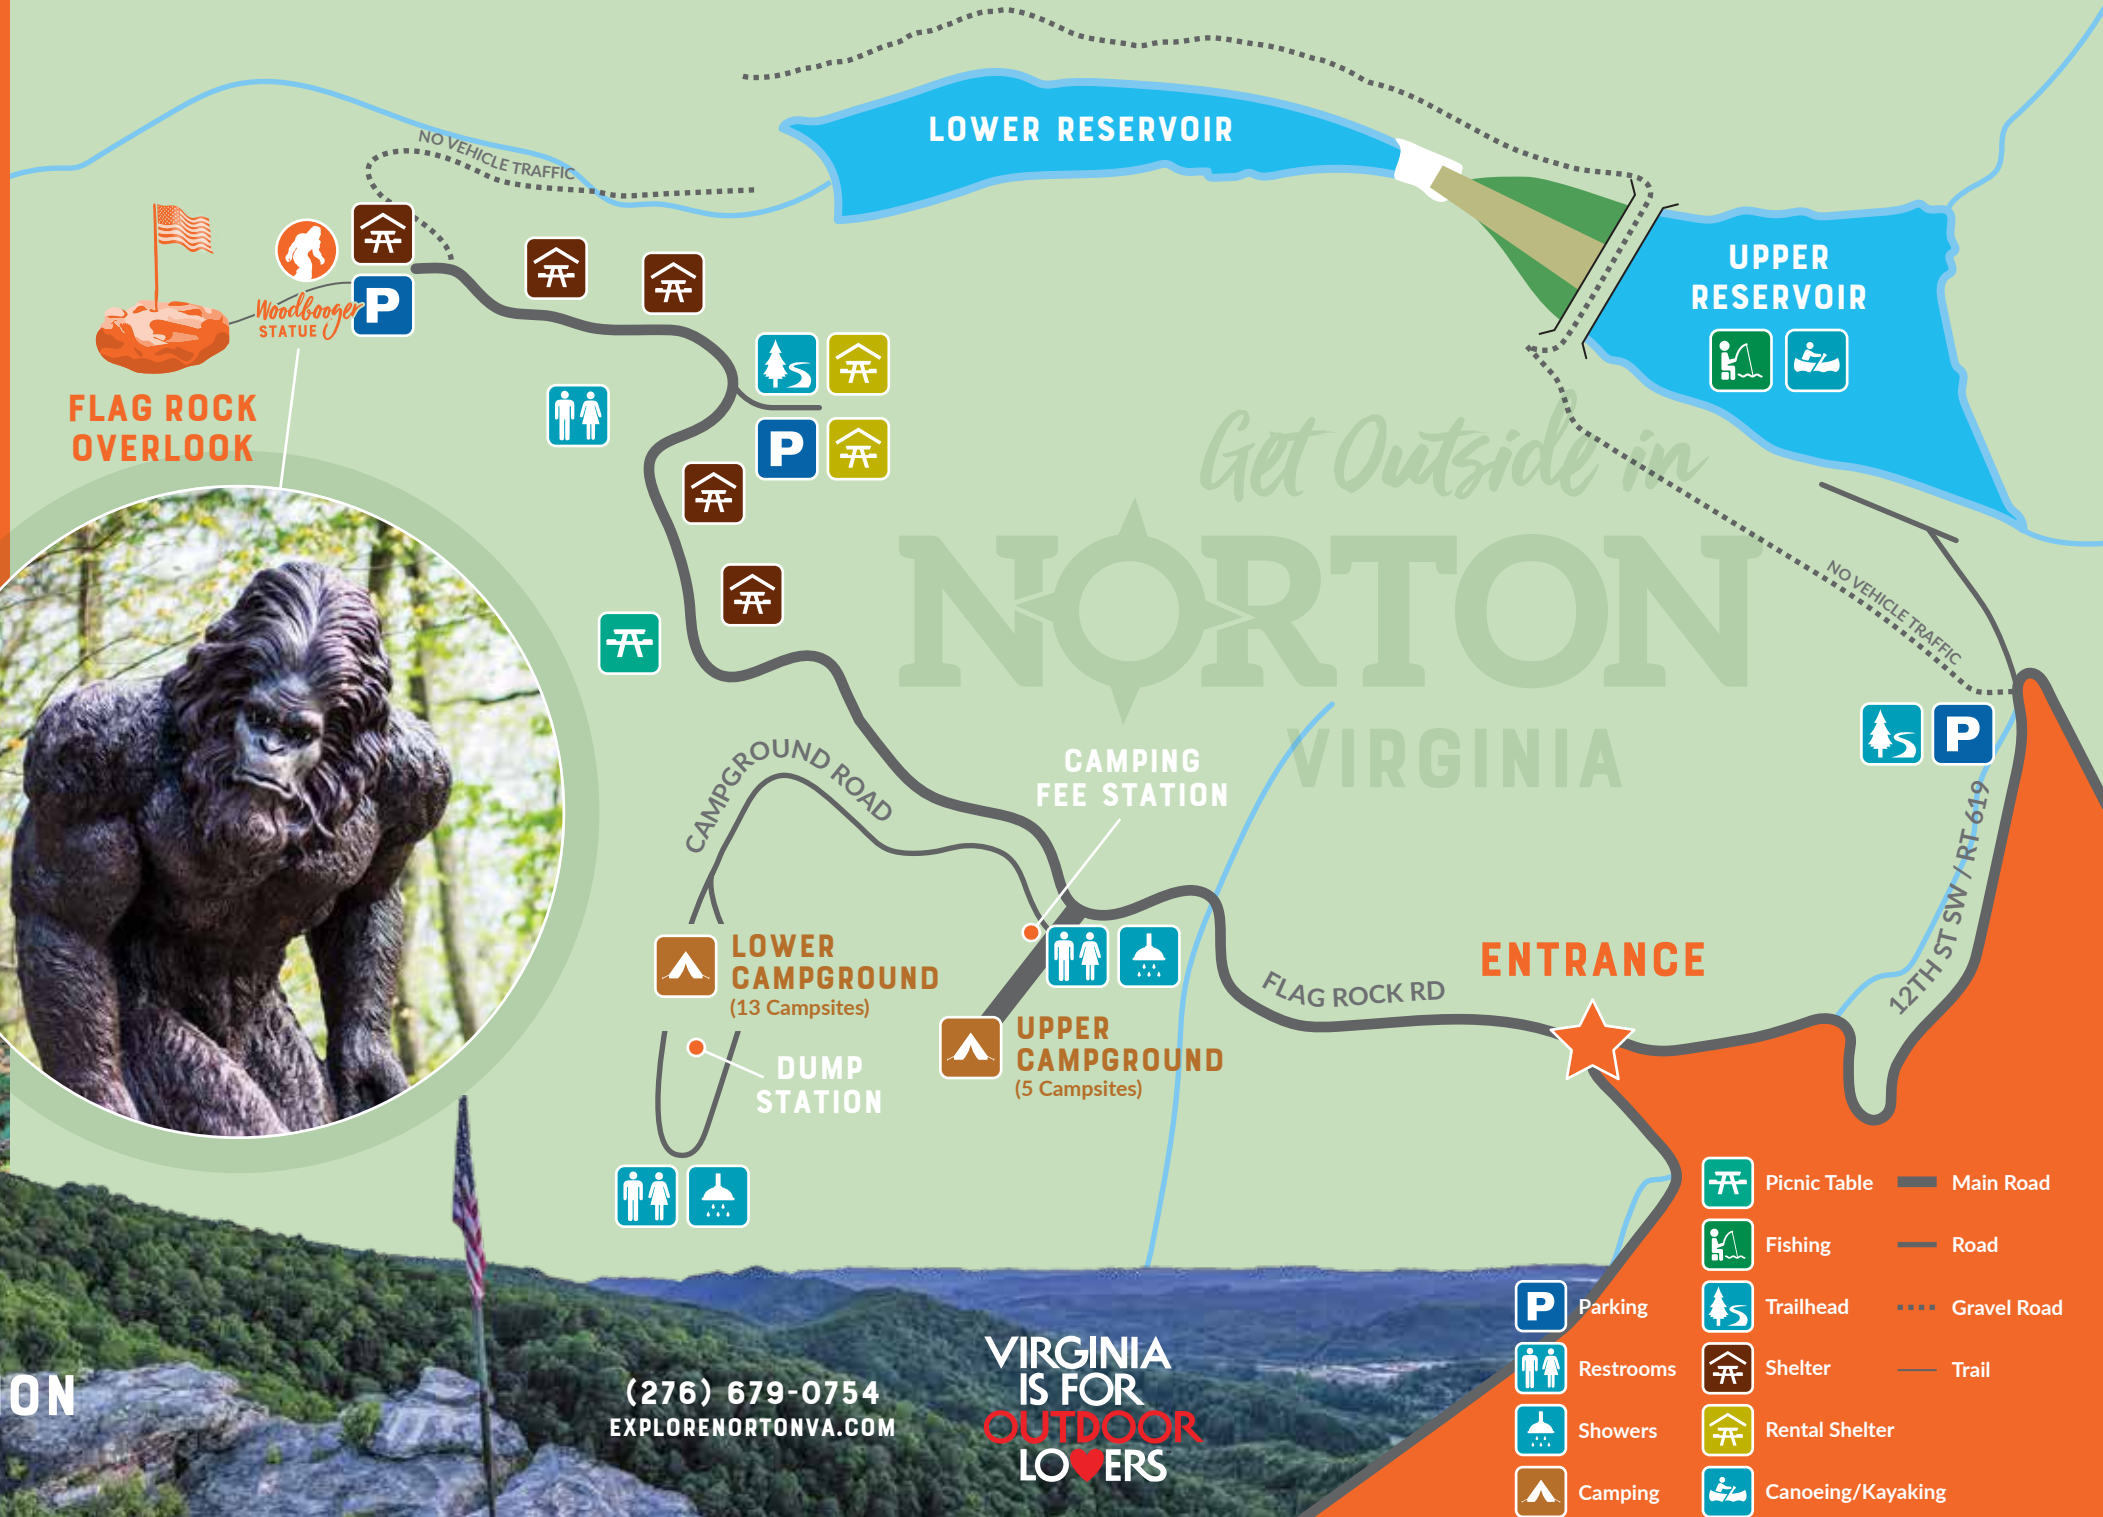 NO VEHICLE TRAFFIC
LOWER RESERVOIR
UPPER
RESERVOIR
Woodbooger
STATUE
P
FLAG ROCK
OVERLOOK
P
Get Outside in
NORTON
VIRGINIA
NO VEHICLE TRAFFIC
P
CAMPGROUND ROAD
CAMPING
FEE STATION
12TH ST SW / RT 619
LOWER
CAMPGROUND
(13 Campsites)
ENTRANCE
FLAG ROCK RD
UPPER
CAMPGROUND
(5 Campsites)
DUMP
STATION
Picnic Table
Main Road
Fishing
Road
P
Parking
Trailhead
Gravel Road
Restrooms
Shelter
Trail
Showers
Rental Shelter
Camping
Canoeing/Kayaking
ON
(276) 679-0754
EXPLORENORTONVA.COM
VIRGINIA
IS FOR
OUTDOOR
LO♥ERS